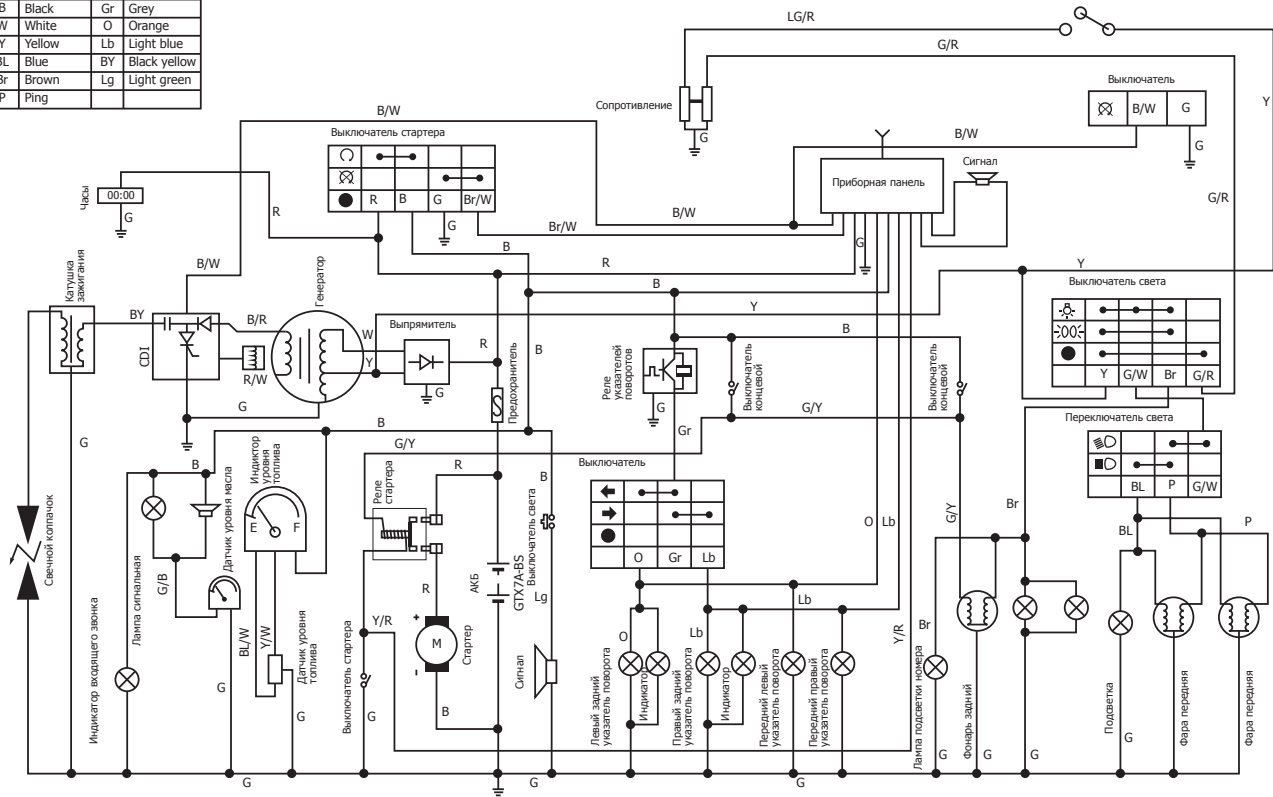 B Black Gr Grey
W White O Orange
Y Yellow Lb Light blue
BL Blue BY Black yellow
Br Brown Lg Light green
P Ping
LG/R
G/R
Y
Сопротивление
G
Выключатель
B/W G
G
B/W
G/R
B/W
Выключатель стартера
R B G Br/W
G
Часы
00:00
G
R
B/W
Br/W
B
R
Приборная панель
G
Сигнал
B/W
Катушка
зажигания
BY
CDI
B/R
R/W
Генератор
W
Y
G
Выпрямитель
G
R
Предохранитель
B
Y
B
B
Реле
указателей
поворотов
G
Gr
Выключатель
концевой
Выключатель
концевой
G/Y
Y
Выключатель света
Y G/W Br G/R
Переключатель света
BL P G/W
G
Свечной колпачок
B
B
G/Y
Лампа сигнальная
Датчик уровня масла
Индиктор
уровня
топлива
E F
G/B
BL/W
Y/W
Датчик уровня
топлива
G
G
Индикатор входящего звонка
Реле
стартера
R
R
АКБ
GTX7A-BS
Выключатель света
B
Lg
Сигнал
Y/R
M
+
-
Стартер
B
Выключатель стартера
G
Выключатель
O Gr Lb
O Lb
Lb
Y/R
O
Lb
Левый задний
указатель поворота
Индикатор
Правый задний
указатель поворота
Индикатор
Передний левый
указатель поворота
Передний правый
указатель поворота
G/Y
Br
Br
Лампа подсветки номера
G
Фонарь задний
G
G
BL
P
Подсветка
G
Фара передняя
Фара передняя
G
G
G